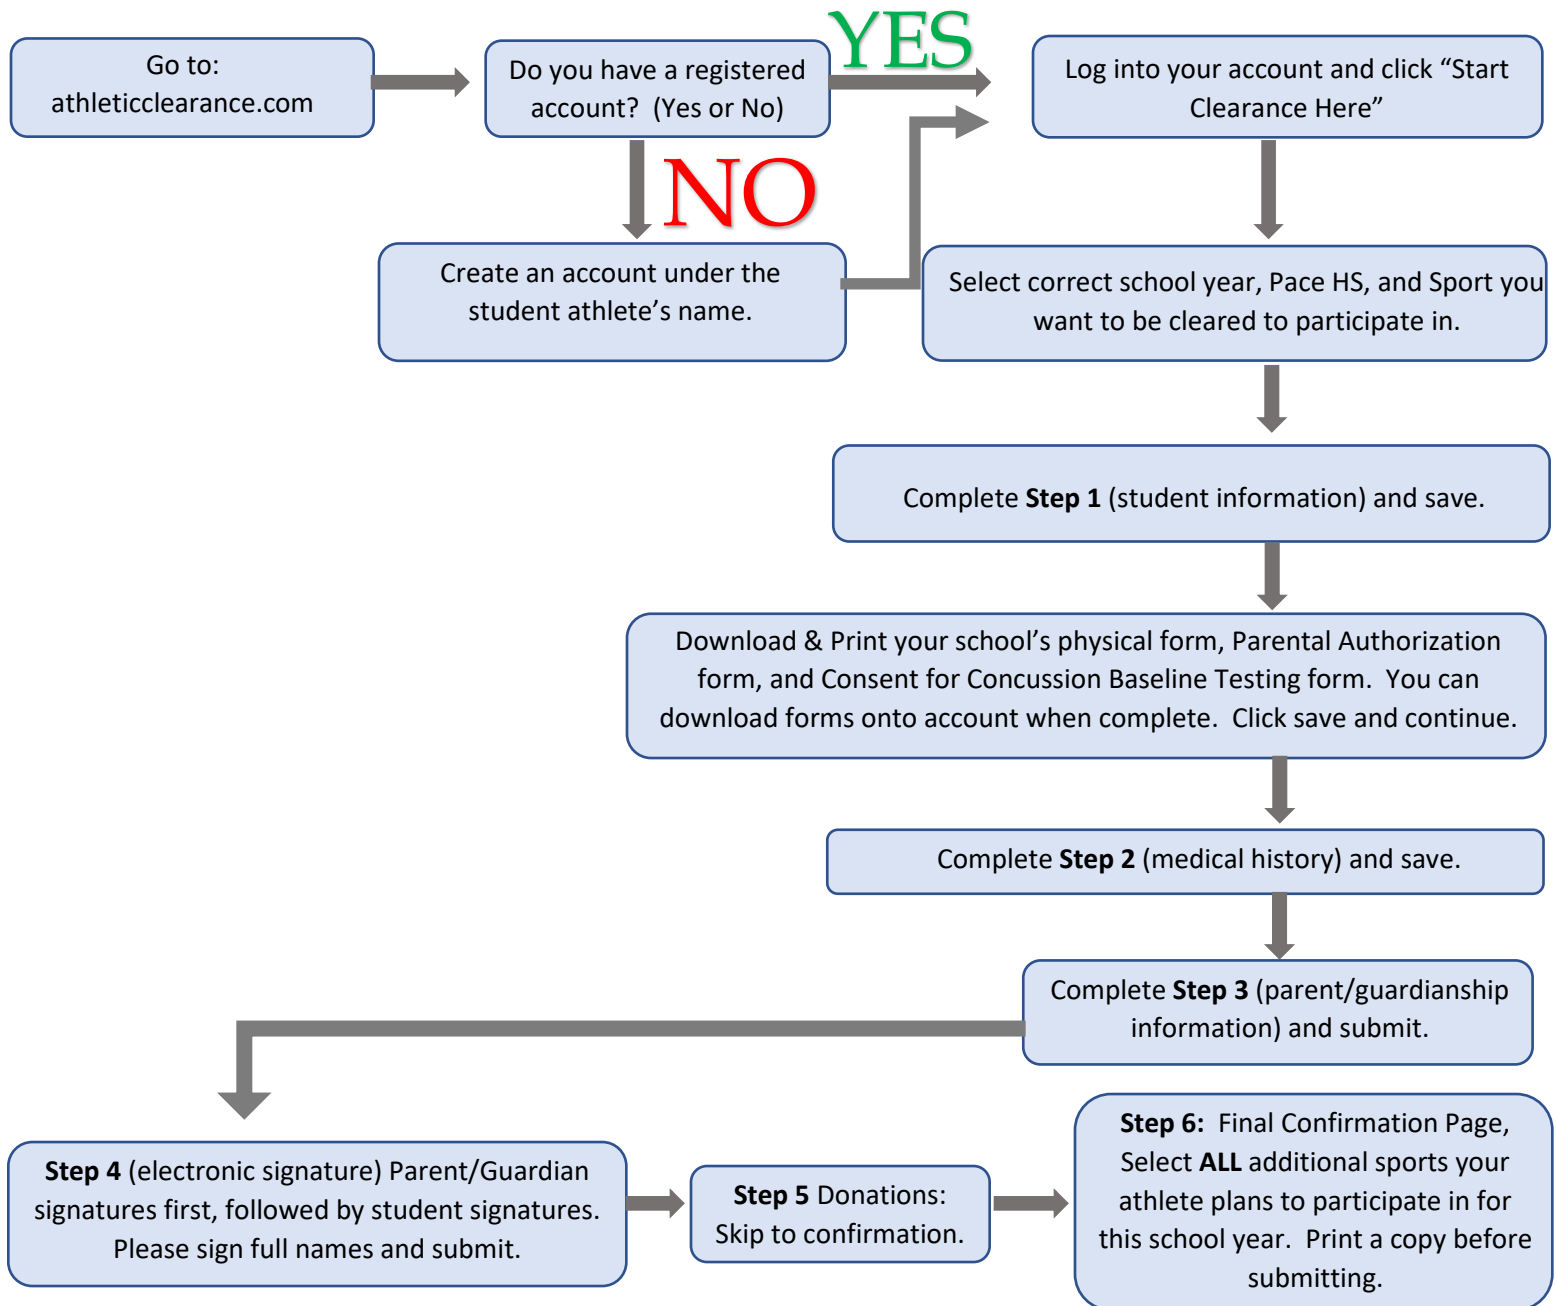 Go to:
athleticclearance.com
Do you have a registered
account?  (Yes or No)
YES
Log into your account and click “Start
Clearance Here”
NO
Create an account under the
student athlete’s name.
Select correct school year, Pace HS, and Sport you
want to be cleared to participate in.
Complete Step 1 (student information) and save.
Download & Print your school’s physical form, Parental Authorization
form, and Consent for Concussion Baseline Testing form.  You can
download forms onto account when complete.  Click save and continue.
Complete Step 2 (medical history) and save.
Complete Step 3 (parent/guardianship
information) and submit.
Step 4 (electronic signature) Parent/Guardian
signatures first, followed by student signatures.
Please sign full names and submit.
Step 5 Donations:
Skip to confirmation.
Step 6:  Final Confirmation Page,
Select ALL additional sports your
athlete plans to participate in for
this school year.  Print a copy before
submitting.